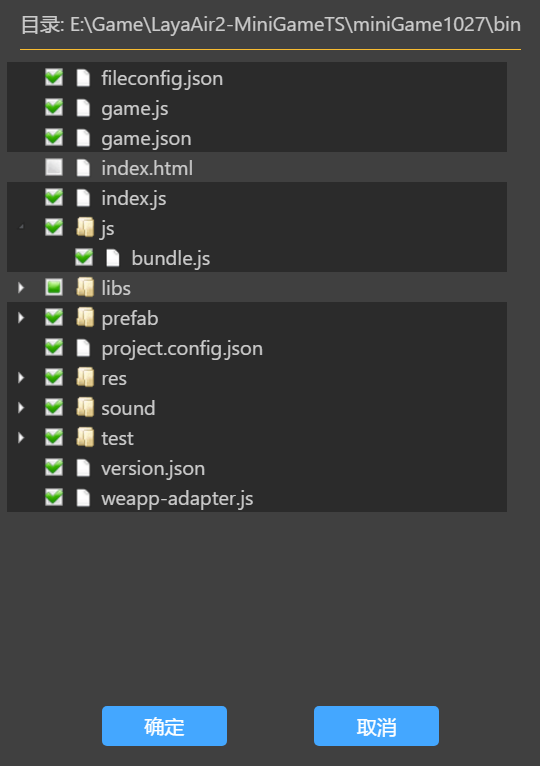 目录: E:\Game\LayaAir2-MiniGameTS\miniGame1027\bin
fileconfig.json
game.js
game.json
index.html
index.js
js
bundle.js
libs
prefab
project.config.json
res
sound
test
version.json
weapp-adapter.js
确定 取消